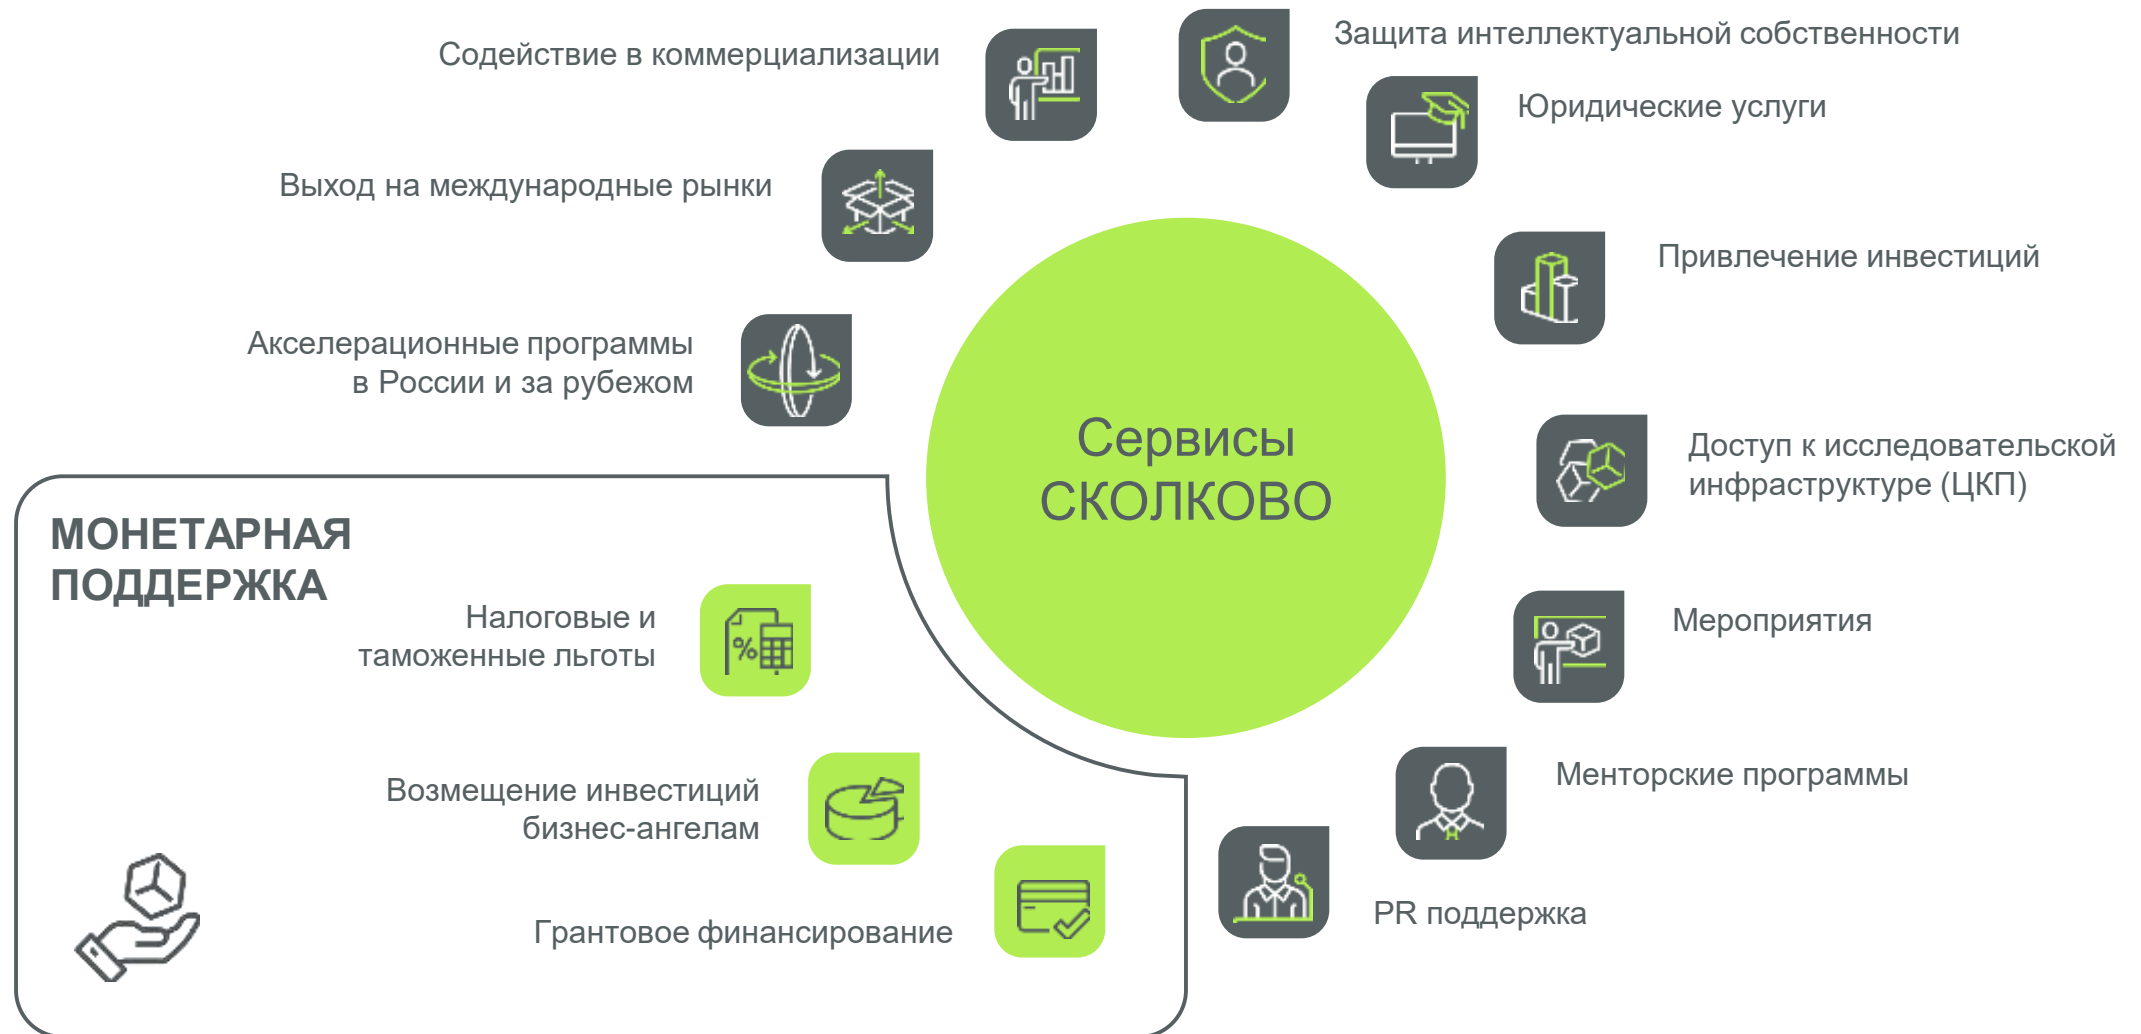 Содействие в коммерциализации
Защита интеллектуальной собственности
Юридические услуги
Выход на международные рынки
Привлечение инвестиций
Акселерационные программы
в России и за рубежом
Сервисы
СКОЛКОВО
Доступ к исследовательской
инфраструктуре (ЦКП)
МОНЕТАРНАЯ
ПОДДЕРЖКА
Налоговые и
таможенные льготы
%
Мероприятия
Возмещение инвестиций
бизнес-ангелам
Менторские программы
Грантовое финансирование
PR поддержка